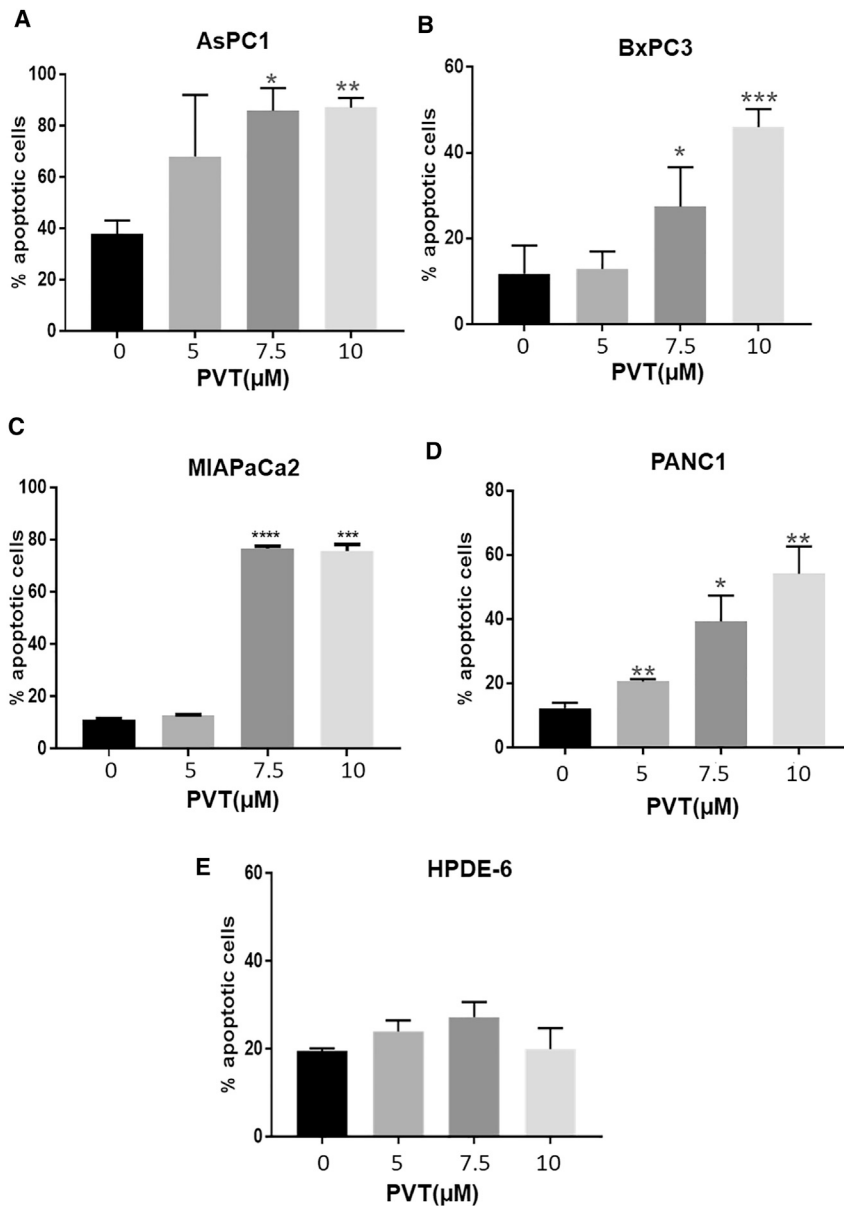 A
AsPC1
% apoptotic cells
100
80
60
40
20
0
* **
0 5 7.5 10
PVT(µM)
B
BxPC3
% apoptotic cells
60
40
20
0
* ***
0 5 7.5 10
PVT(µM)
C
MIAPaCa2
% apoptotic cells
100
80
60
40
20
0
**** ***
0 5 7.5 10
PVT(µM)
D
PANC1
% apoptotic cells
80
60
40
20
0
** * **
0 5 7.5 10
PVT(µM)
E
HPDE-6
% apoptotic cells
60
40
20
0
0 5 7.5 10
PVT(µM)